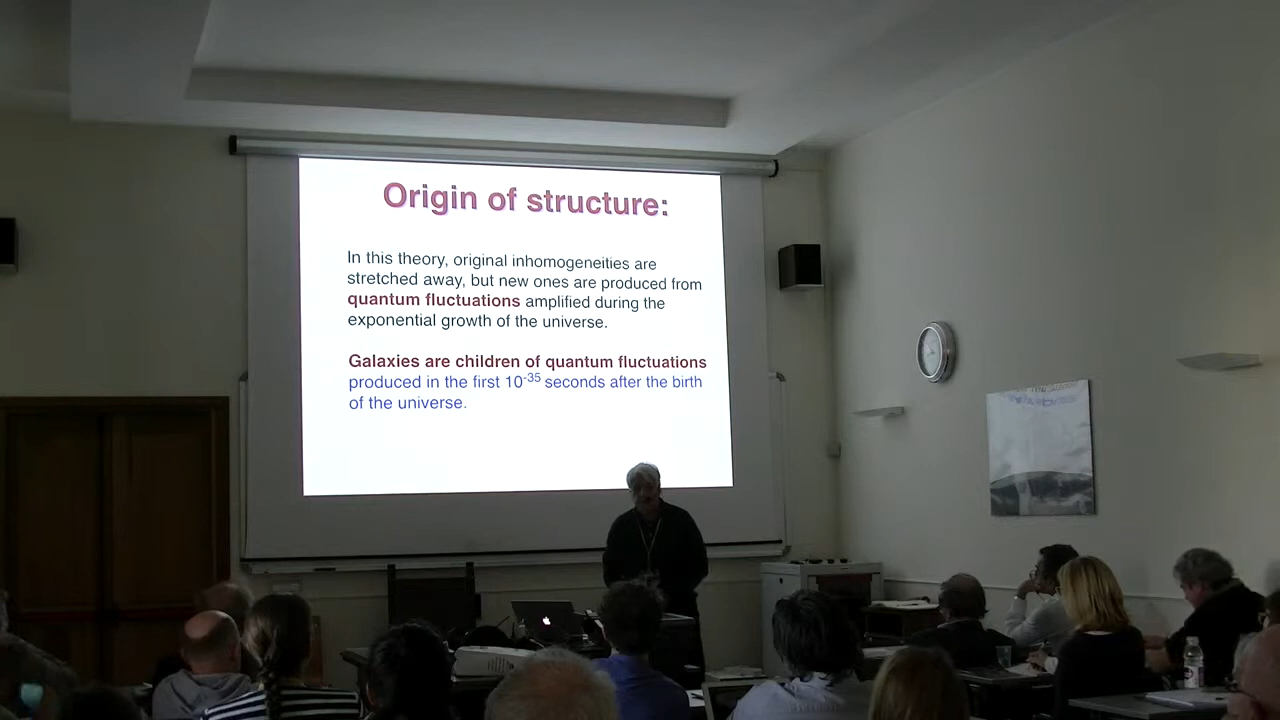 Origin of structure:
In this theory, original inhomogeneities are
stretched away, but new ones are produced from
quantum fluctuations amplified during the
exponential growth of the universe.
Galaxies are children of quantum fluctuations
produced in the first 10-35 seconds after the birth
of the universe.